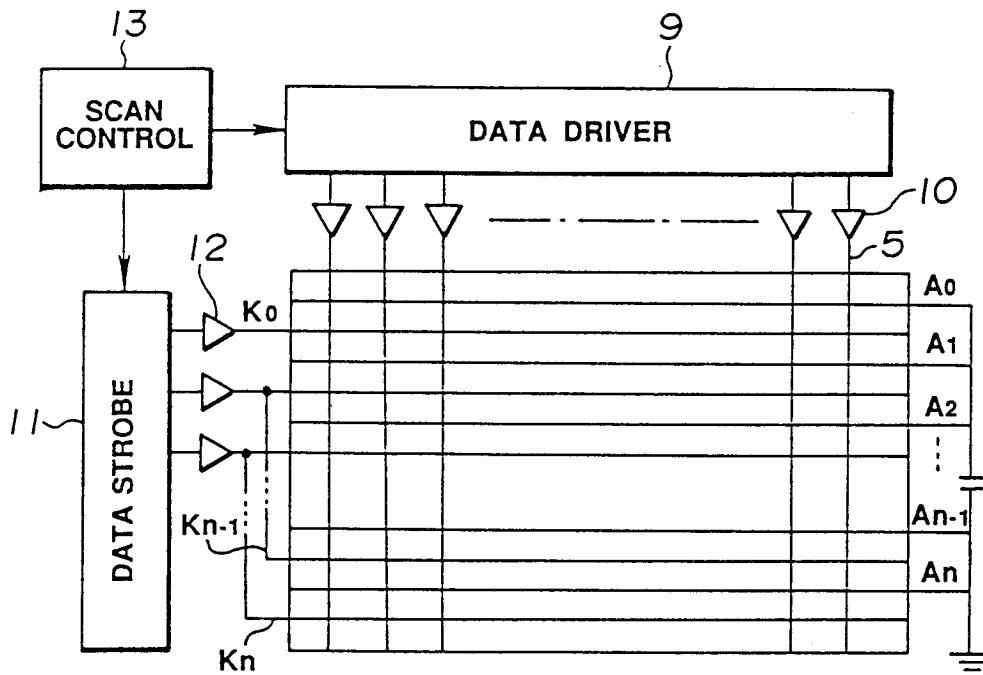 13
9
SCAN
CONTROL
DATA DRIVER
10
5
12
K0
A0
A1
11
DATA STROBE
A2
Kn-1
An-1
An
Kn